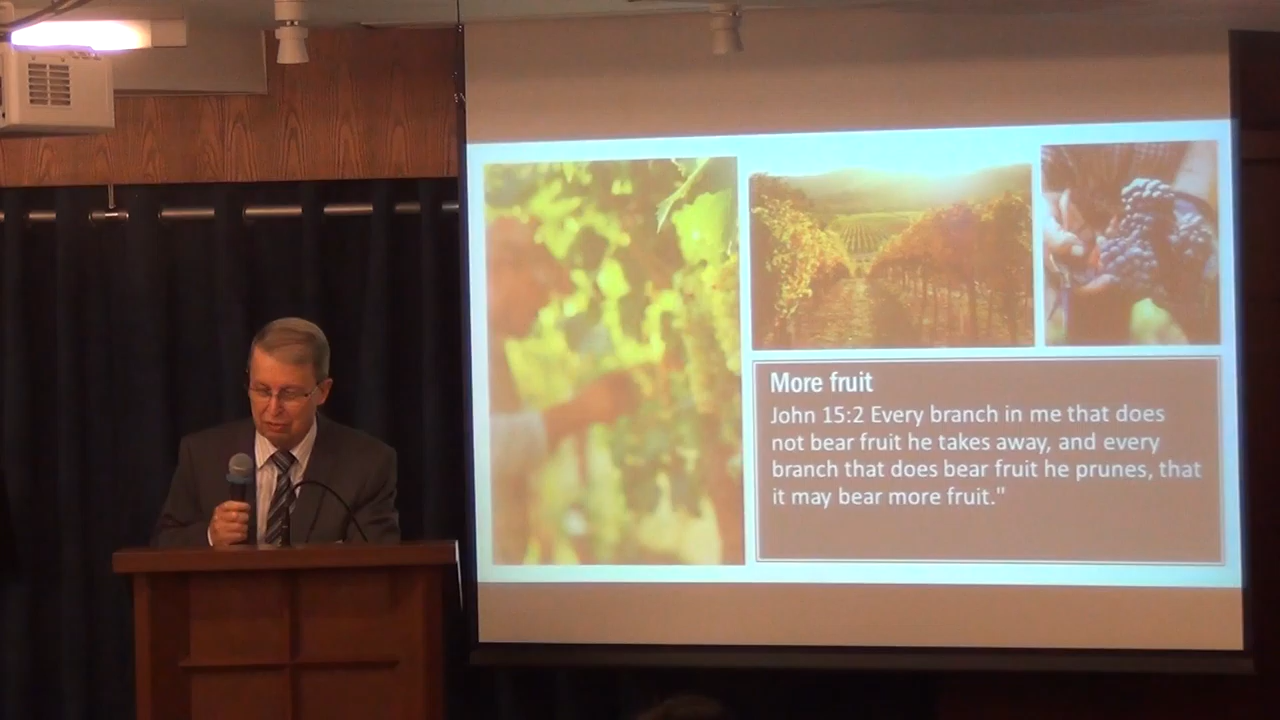 More fruit
John 15:2 Every branch in me that does
not bear fruit he takes away, and every
branch that does bear fruit he prunes, that
it may bear more fruit."